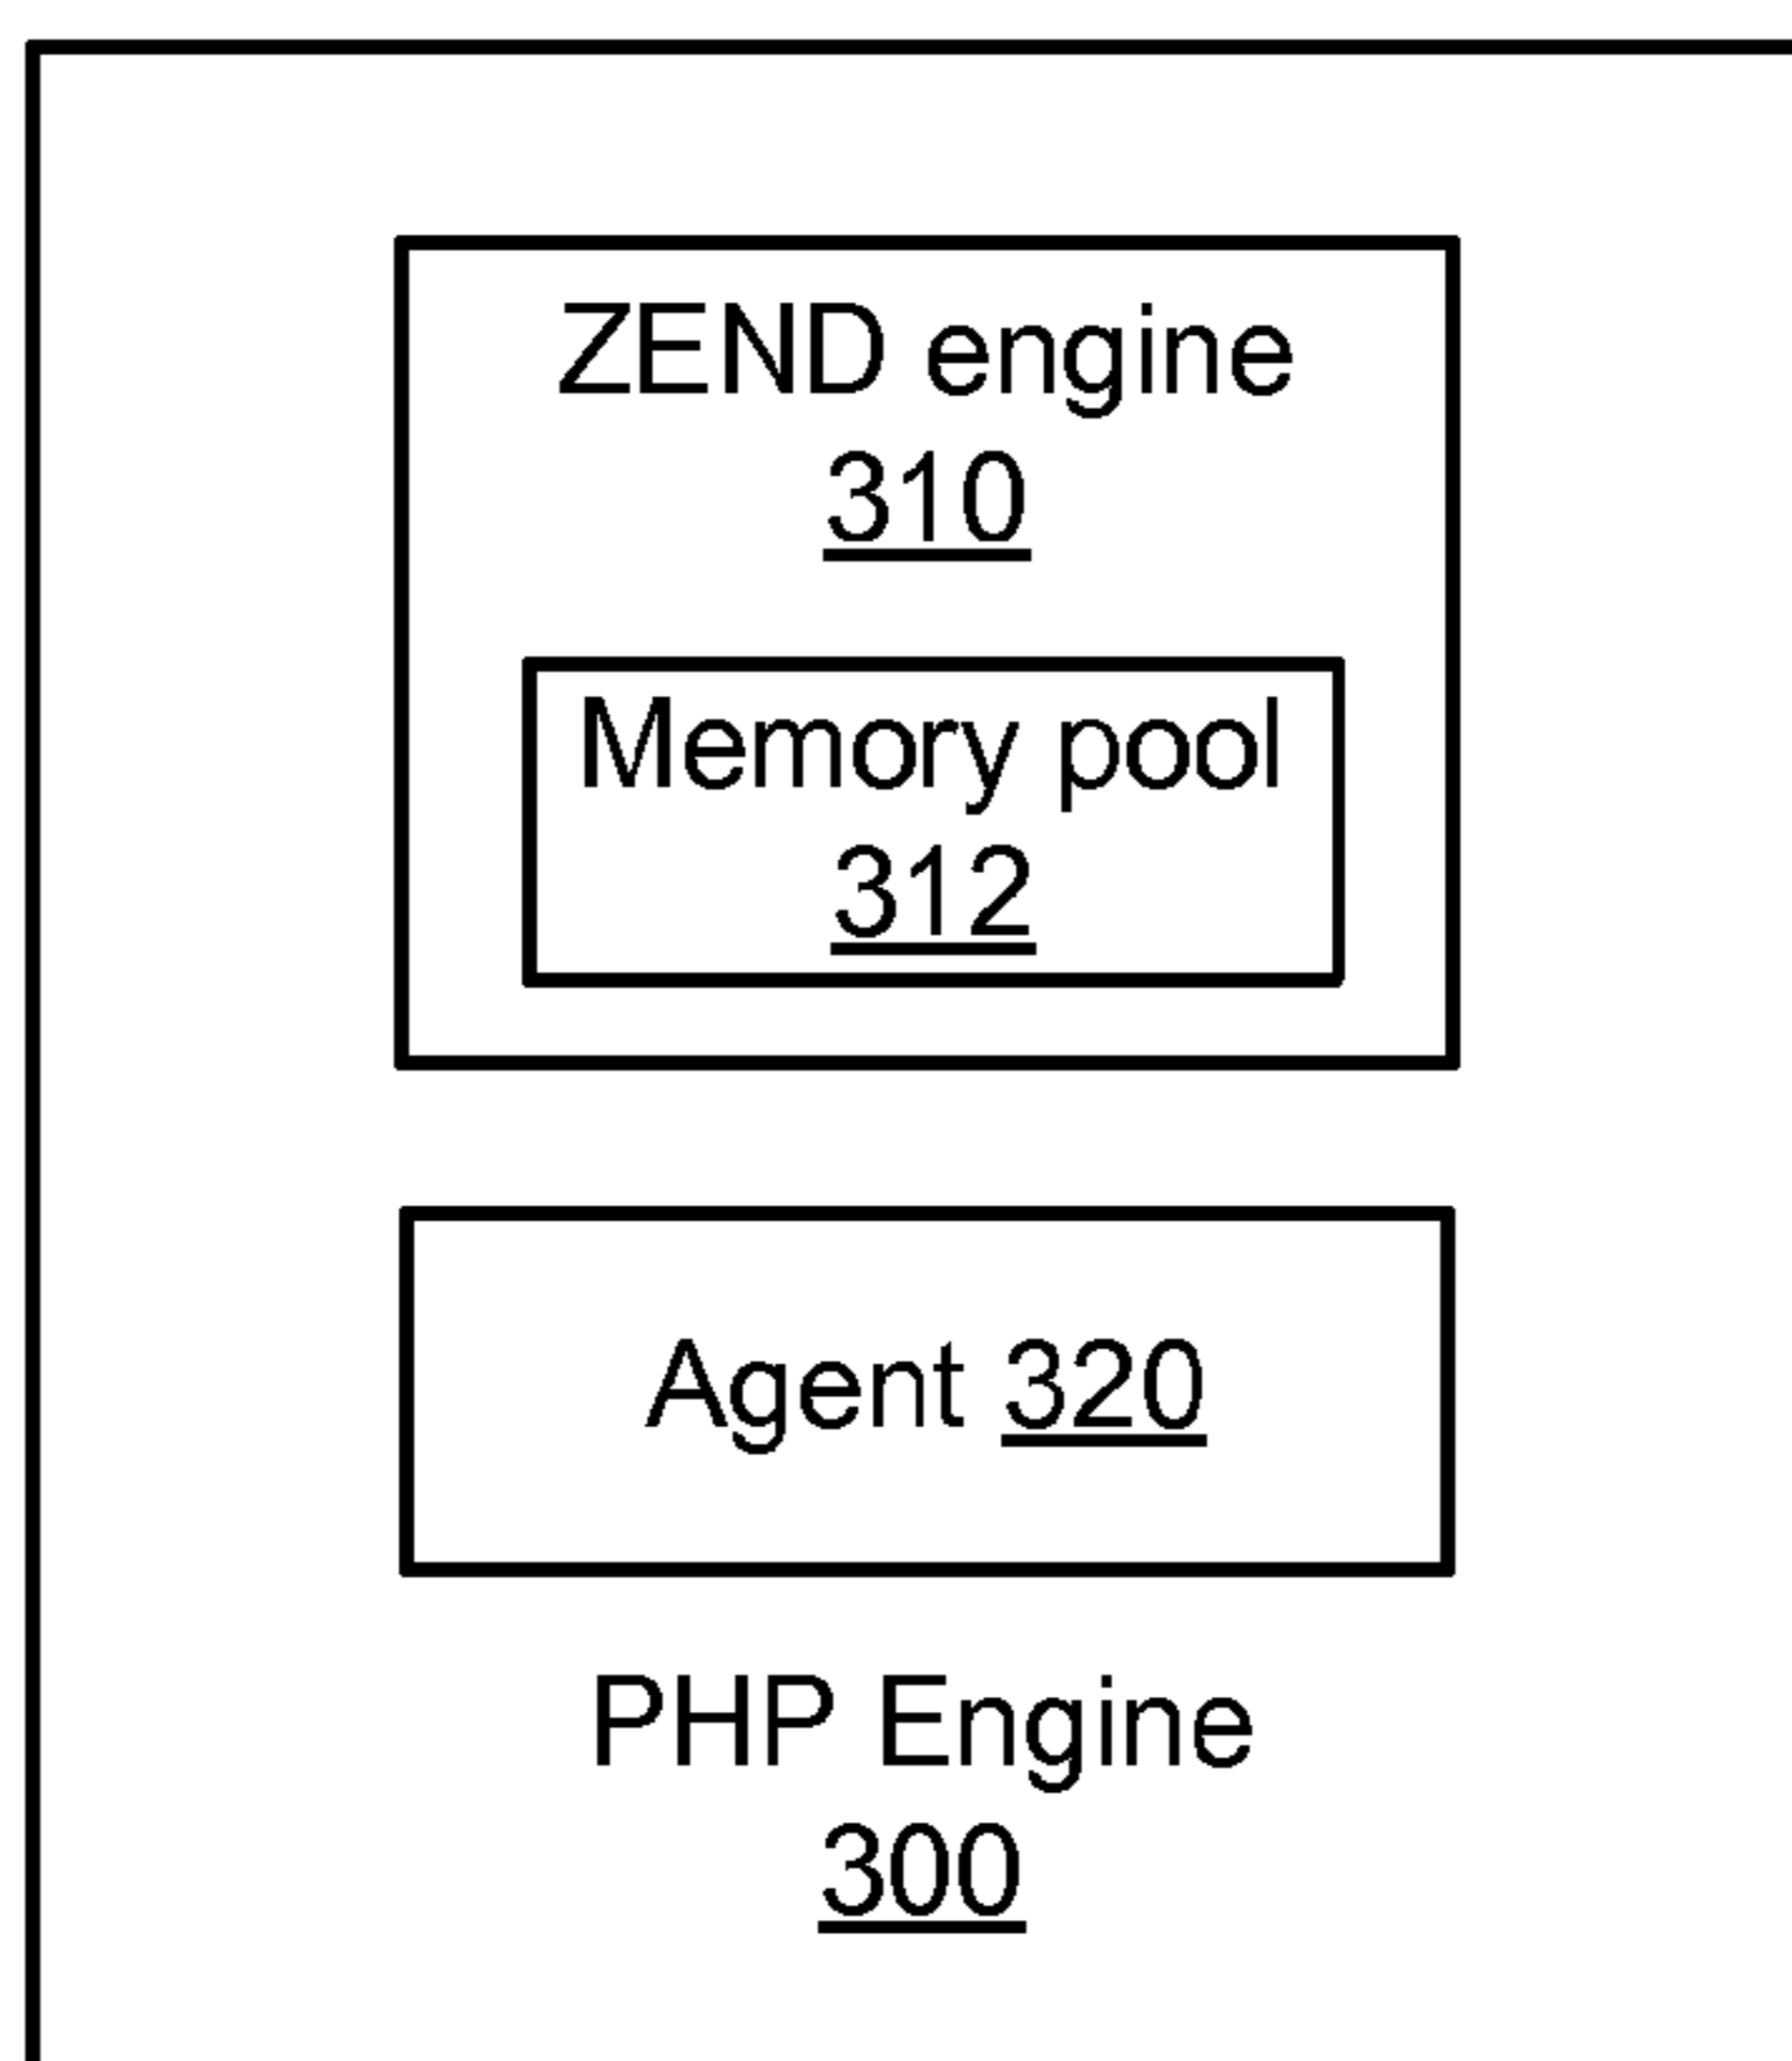 ZEND engine
310
Memory pool
312
Agent 320
PHP Engine
300